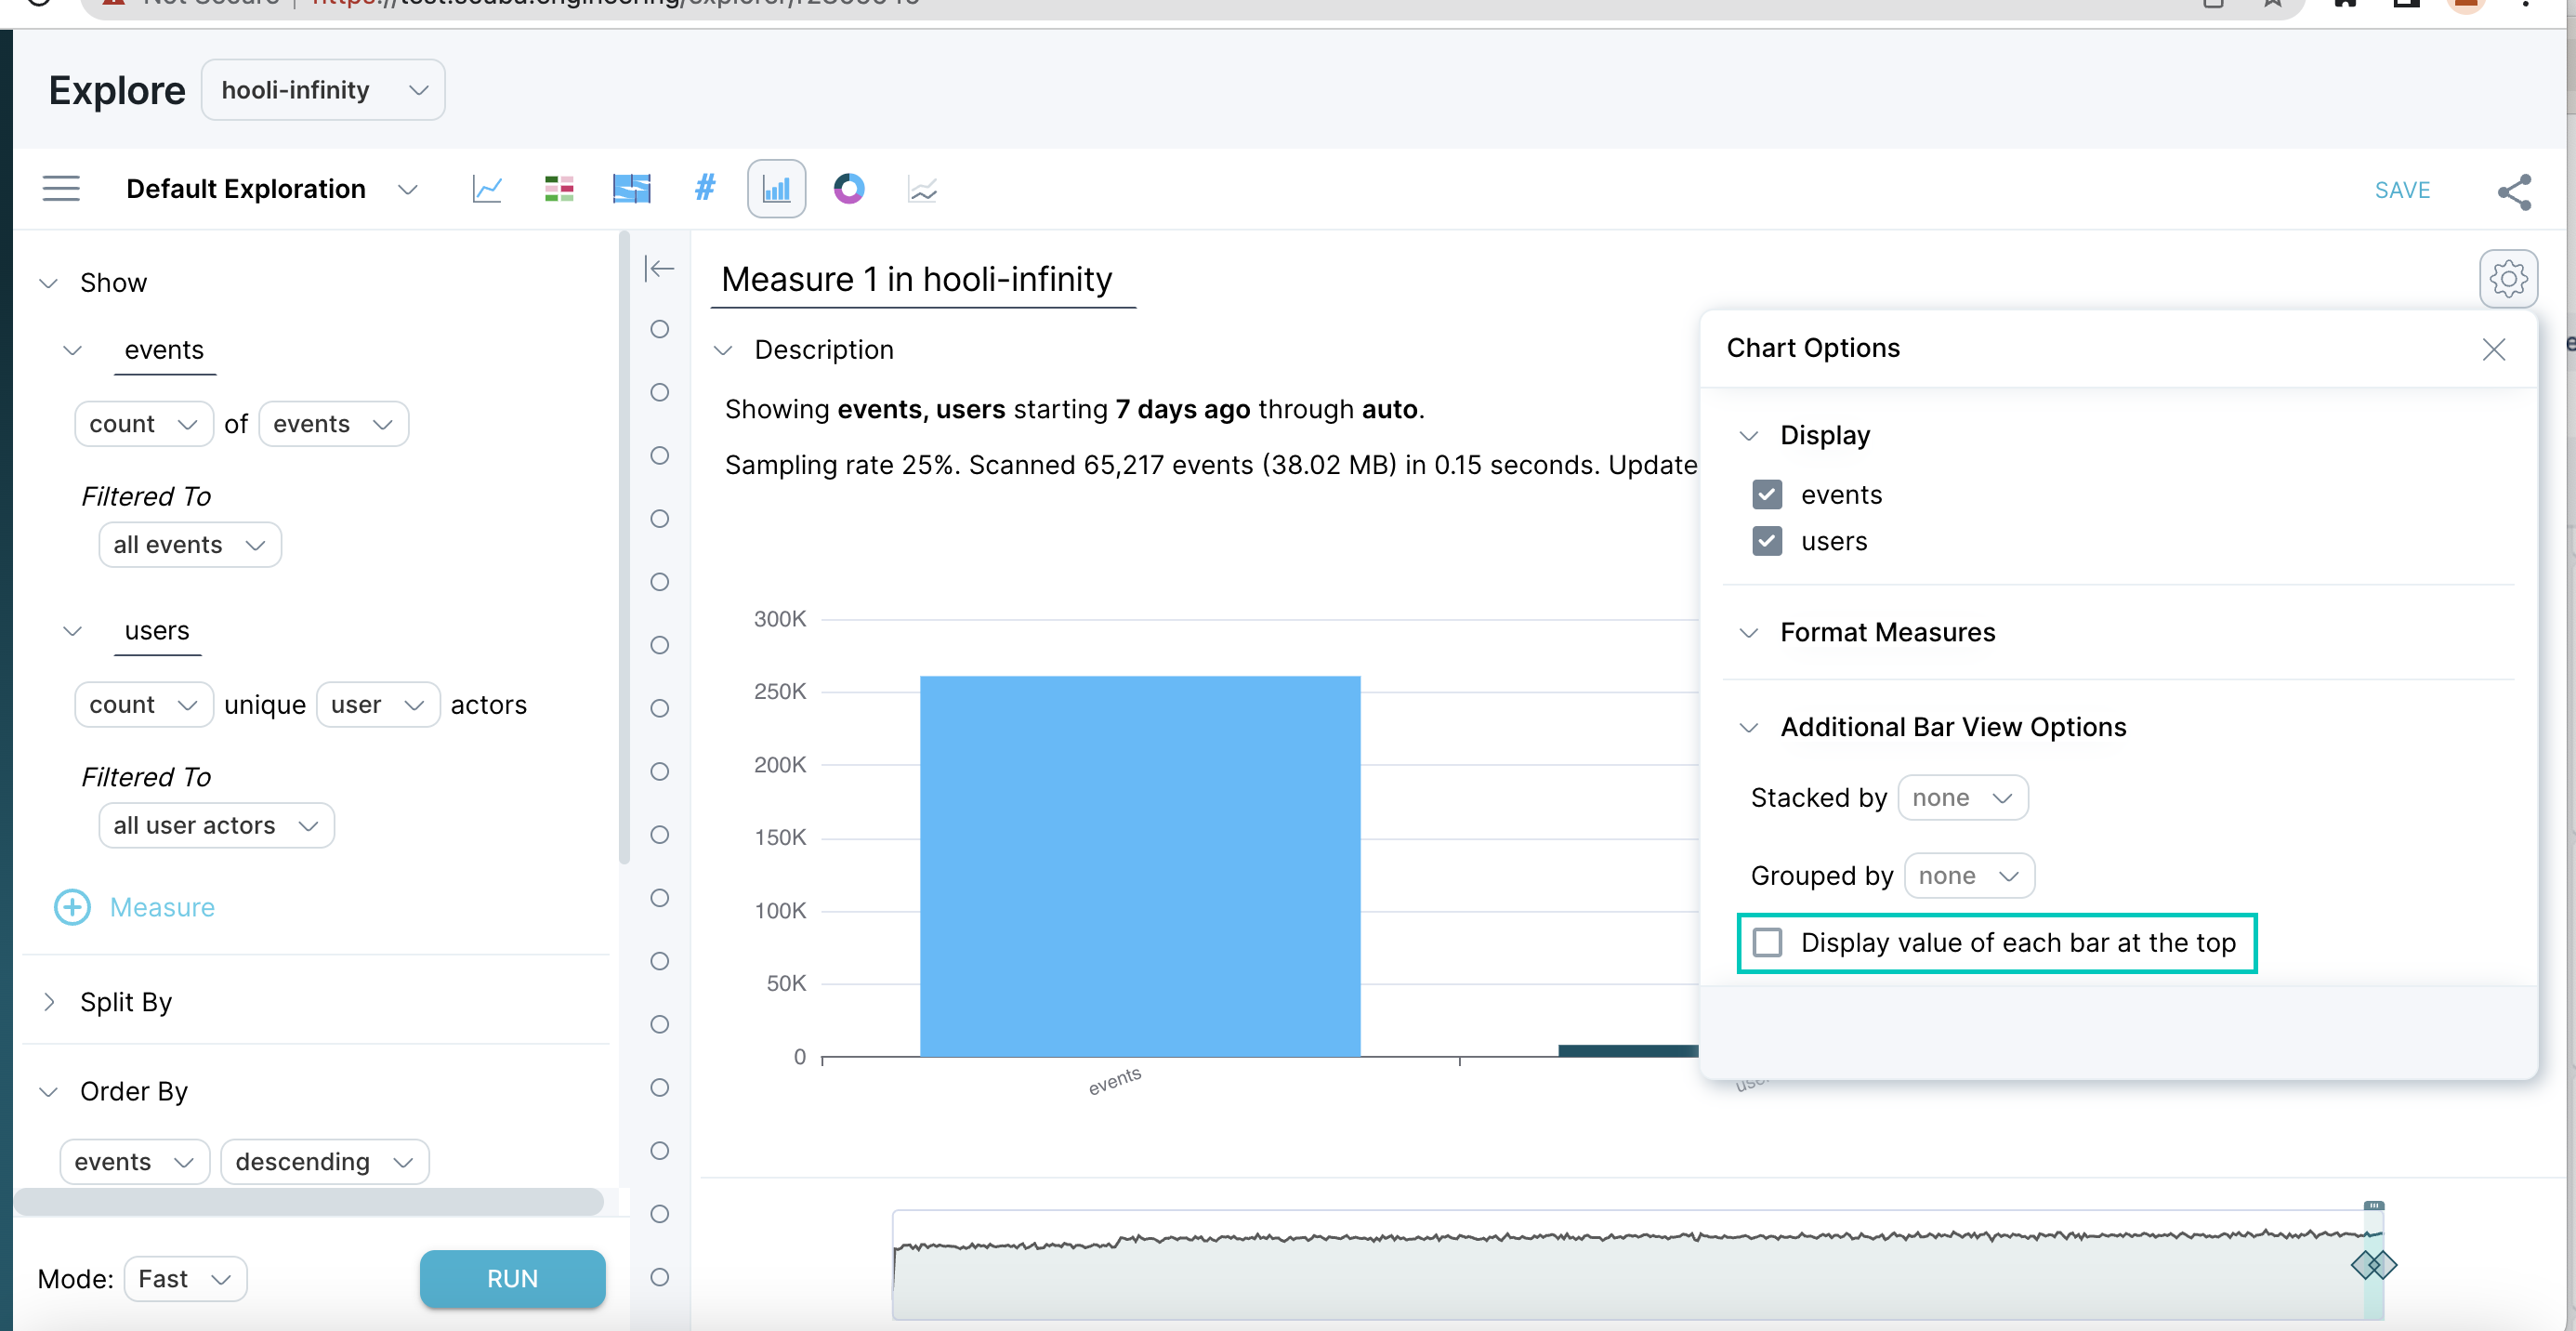 Explore hooli-infinity
Default Exploration
#
SAVE
Show
events
count of events
Filtered To
all events
users
count unique user actors
Filtered To
all user actors
Measure
Split By
Order By
events descending
Mode: Fast RUN
Measure 1 in hooli-infinity
Description
Showing events, users starting 7 days ago through auto.
Sampling rate 25%. Scanned 65,217 events (38.02 MB) in 0.15 seconds. Update
300K
250K
200K
150K
100K
50K
0
events
Chart Options
Display
events
users
Format Measures
Additional Bar View Options
Stacked by none
Grouped by none
Display value of each bar at the top